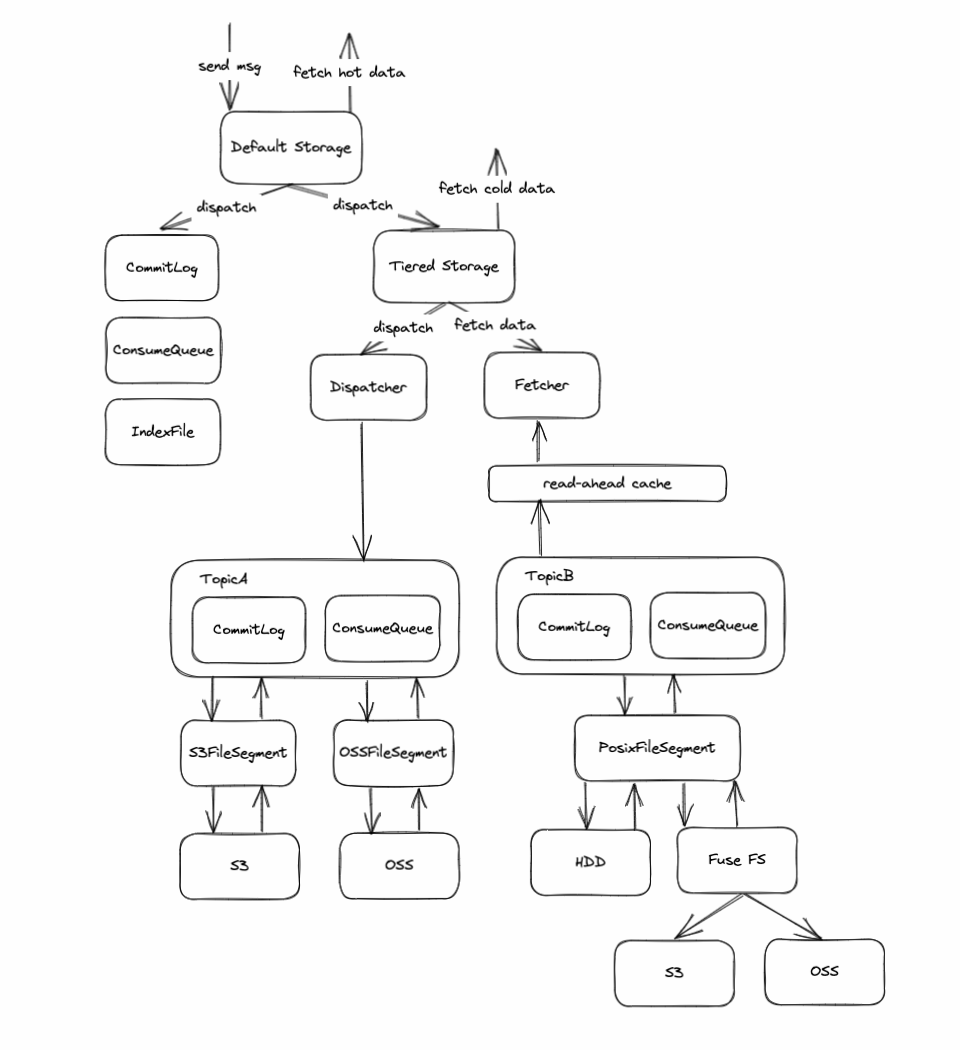 send msg
fetch hot data
Default Storage
fetch cold data
dispatch
dispatch
CommitLog
Tiered Storage
ConsumeQueue
dispatch
fetch data
Dispatcher
Fetcher
IndexFile
read-ahead cache
TopicA
TopicB
CommitLog
ConsumeQueue
CommitLog
ConsumeQueue
S3FileSegment
OSSFileSegment
PosixFileSegment
S3
OSS
HDD
Fuse FS
S3
OSS